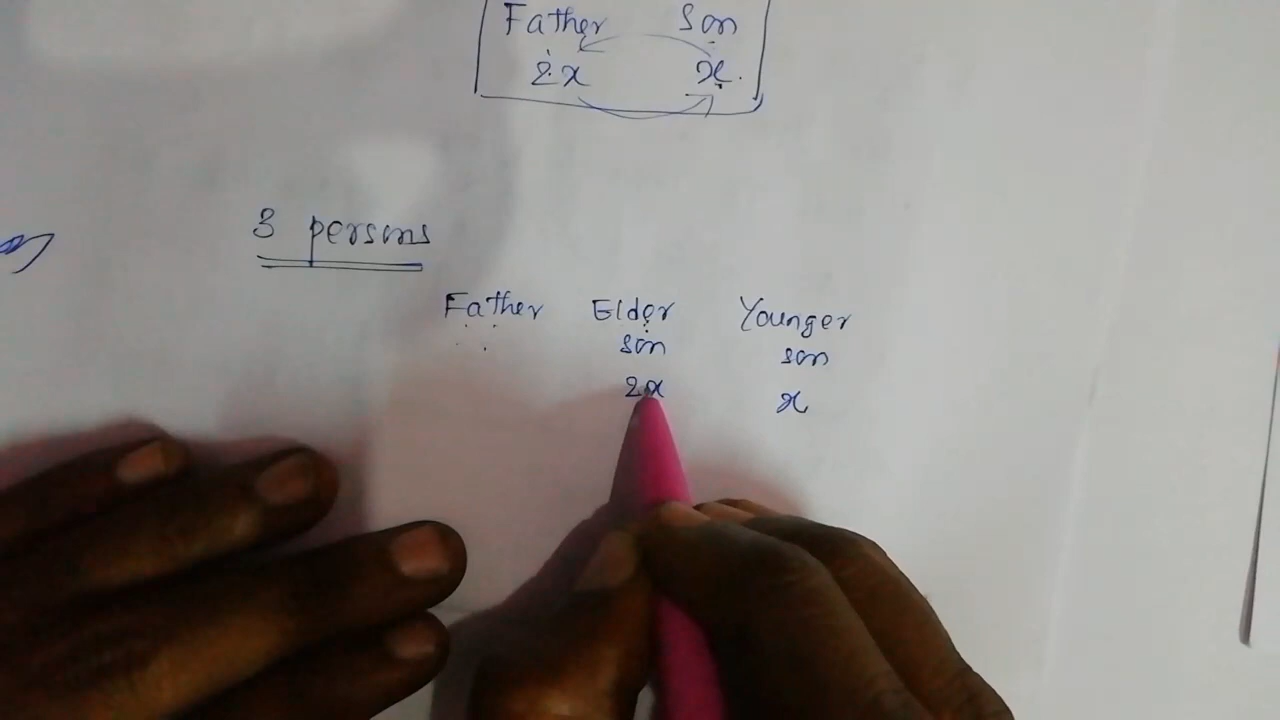 Father Son
2x x
3 persons
Father Elder Younger
son son
2x x